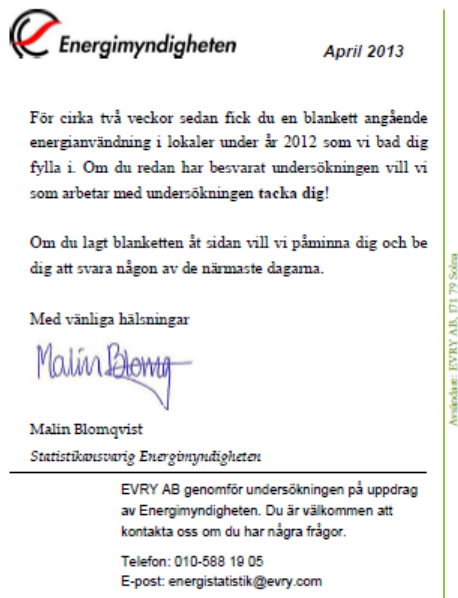 Energimyndigheten
April 2013
För cirka två veckor sedan fick du en blankett angående
energianvändning i lokaler under år 2012 som vi bad dig
fylla i. Om du redan har besvarat undersökningen vill vi
som arbetar med undersökningen tacka dig!
Om du lagt blanketten åt sidan vill vi påminna dig och be
dig att svara någon av de närmaste dagarna.
Med vänliga hälsningar
Malin Blomq
Malin Blomqvist
Statistikansvarig Energimyndigheten
EVRY AB genomför undersökningen på uppdrag
av Energimyndigheten. Du är välkommen att
kontakta oss om du har några frågor.
Telefon: 010-588 19 05
E-post: energistatistik@evry.com
Avsändare: EVRY AB, 171 79 Solna